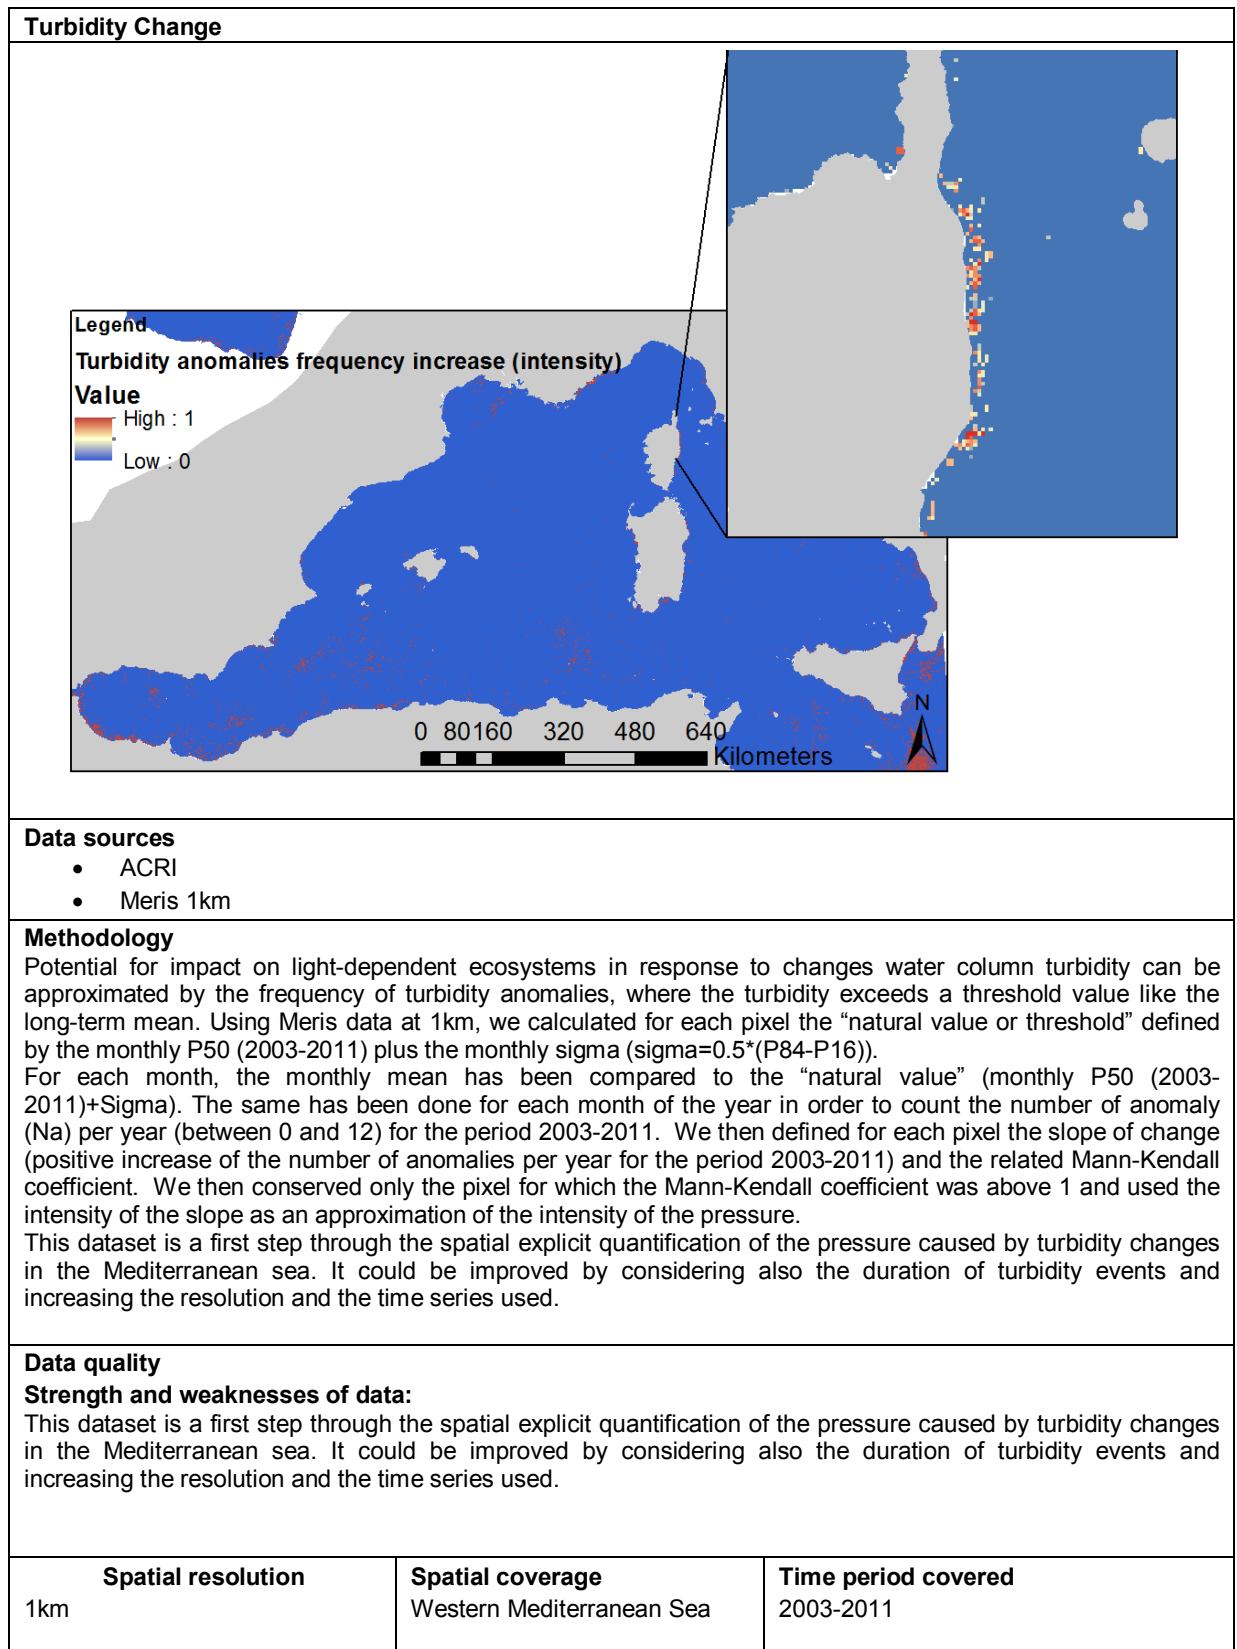 Turbidity Change
Legend
Turbidity anomalies frequency increase (intensity)
Value
High : 1
Low : 0
N
0 80 160 320 480 640
Kilometers
Data sources
• ACRI
• Meris 1km
Methodology
Potential for impact on light-dependent ecosystems in response to changes water column turbidity can be
approximated by the frequency of turbidity anomalies, where the turbidity exceeds a threshold value like the
long-term mean. Using Meris data at 1km, we calculated for each pixel the “natural value or threshold” defined
by the monthly P50 (2003-2011) plus the monthly sigma (sigma=0.5*(P84-P16)).
For each month, the monthly mean has been compared to the “natural value” (monthly P50 (2003-
2011)+Sigma). The same has been done for each month of the year in order to count the number of anomaly
(Na) per year (between 0 and 12) for the period 2003-2011. We then defined for each pixel the slope of change
(positive increase of the number of anomalies per year for the period 2003-2011) and the related Mann-Kendall
coefficient. We then conserved only the pixel for which the Mann-Kendall coefficient was above 1 and used the
intensity of the slope as an approximation of the intensity of the pressure.
This dataset is a first step through the spatial explicit quantification of the pressure caused by turbidity changes
in the Mediterranean sea. It could be improved by considering also the duration of turbidity events and
increasing the resolution and the time series used.
Data quality
Strength and weaknesses of data:
This dataset is a first step through the spatial explicit quantification of the pressure caused by turbidity changes
in the Mediterranean sea. It could be improved by considering also the duration of turbidity events and
increasing the resolution and the time series used.
Spatial resolution
1km
Spatial coverage
Western Mediterranean Sea
Time period covered
2003-2011